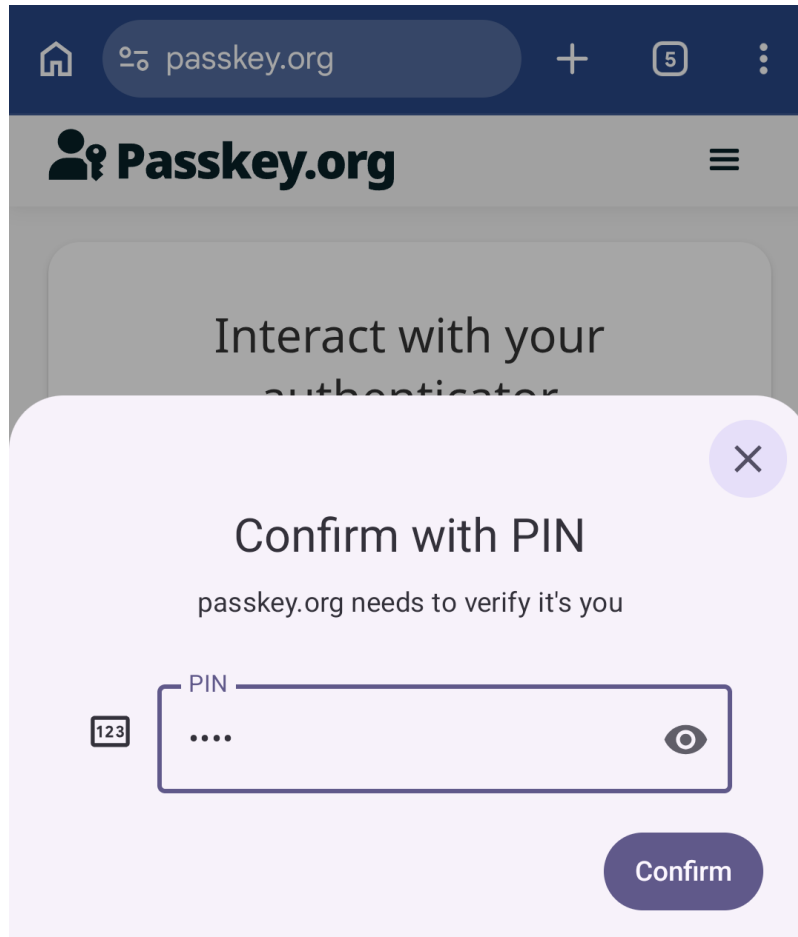 passkey.org
5
Passkey.org
Interact with your
authenticator
Confirm with PIN
passkey.org needs to verify it's you
PIN
123
••••
Confirm